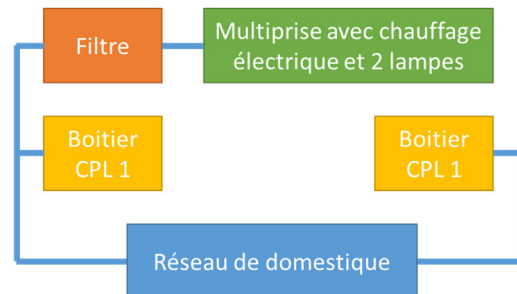 Filtre
Multiprise avec chauffage
électrique et 2 lampes
Boitier
CPL 1
Boitier
CPL 1
Réseau de domestique